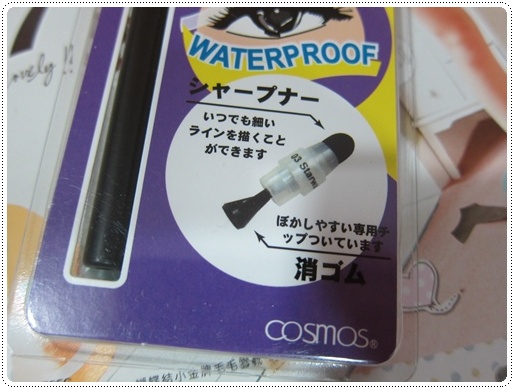 WATERPROOF
シャープナー
いつでも細い
ラインを描くこと
ができます
03 Starw
ぼかしやすい専用チ
ップついています
消ゴム
COSMOS®
ovely!!